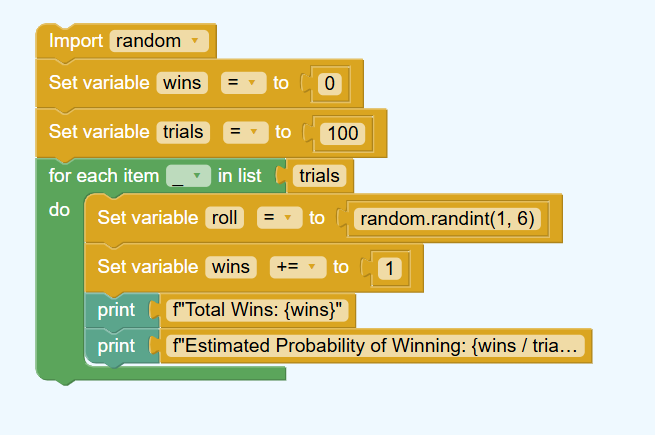 Import random
Set variable wins = to 0
Set variable trials = to 100
for each item _ in list trials
do
Set variable roll = to random.randint(1, 6)
Set variable wins += to 1
print f"Total Wins: {wins}"
print f"Estimated Probability of Winning: {wins / tria…